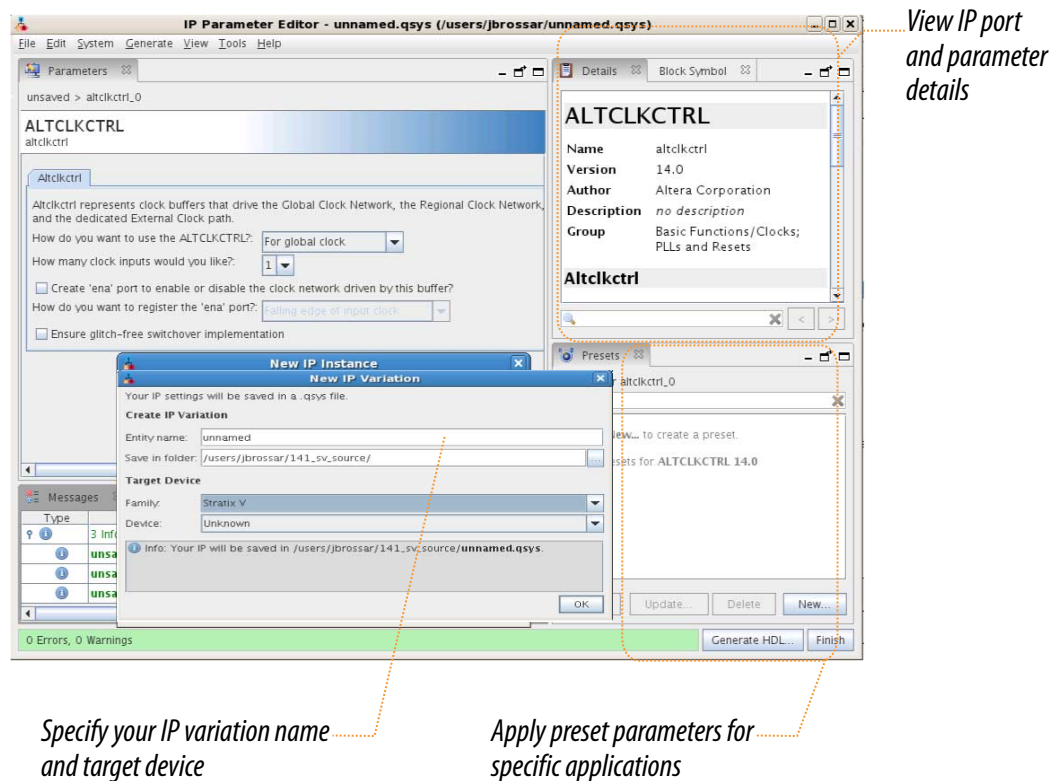 IP Parameter Editor - unnamed.qsys (/users/jbrossar/unnamed.qsys)
File Edit System Generate View Tools Help
Parameters
unsaved > altclkctrl_0
ALTCLKCTRL
altclkctrl
Altclkctrl
Altclkctrl represents clock buffers that drive the Global Clock Network, the Regional Clock Network,
and the dedicated External Clock path.
How do you want to use the ALTCLKCTRL?: For global clock
How many clock inputs would you like?: 1
Create 'ena' port to enable or disable the clock network driven by this buffer?
How do you want to register the 'ena' port?: Falling edge of input clock
Ensure glitch-free switchover implementation
Details Block Symbol
ALTCLKCTRL
Name altclkctrl
Version 14.0
Author Altera Corporation
Description no description
Group Basic Functions/Clocks;
PLLs and Resets
Altclkctrl
< >
View IP port
and parameter
details
Presets
altclkctrl_0
to create a preset.
for ALTCLKCTRL 14.0
Update... Delete New...
New IP Instance
New IP Variation
Your IP settings will be saved in a .qsys file.
Create IP Variation
Entity name: unnamed
Save in folder: /users/jbrossar/141_sv_source/ ...
Target Device
Family: Stratix V
Device: Unknown
Info: Your IP will be saved in /users/jbrossar/141_sv_source/unnamed.qsys.
OK
Messages
Type
3 Info
unsa
unsa
unsa
0 Errors, 0 Warnings
Generate HDL... Finish
Specify your IP variation name
and target device
Apply preset parameters for
specific applications